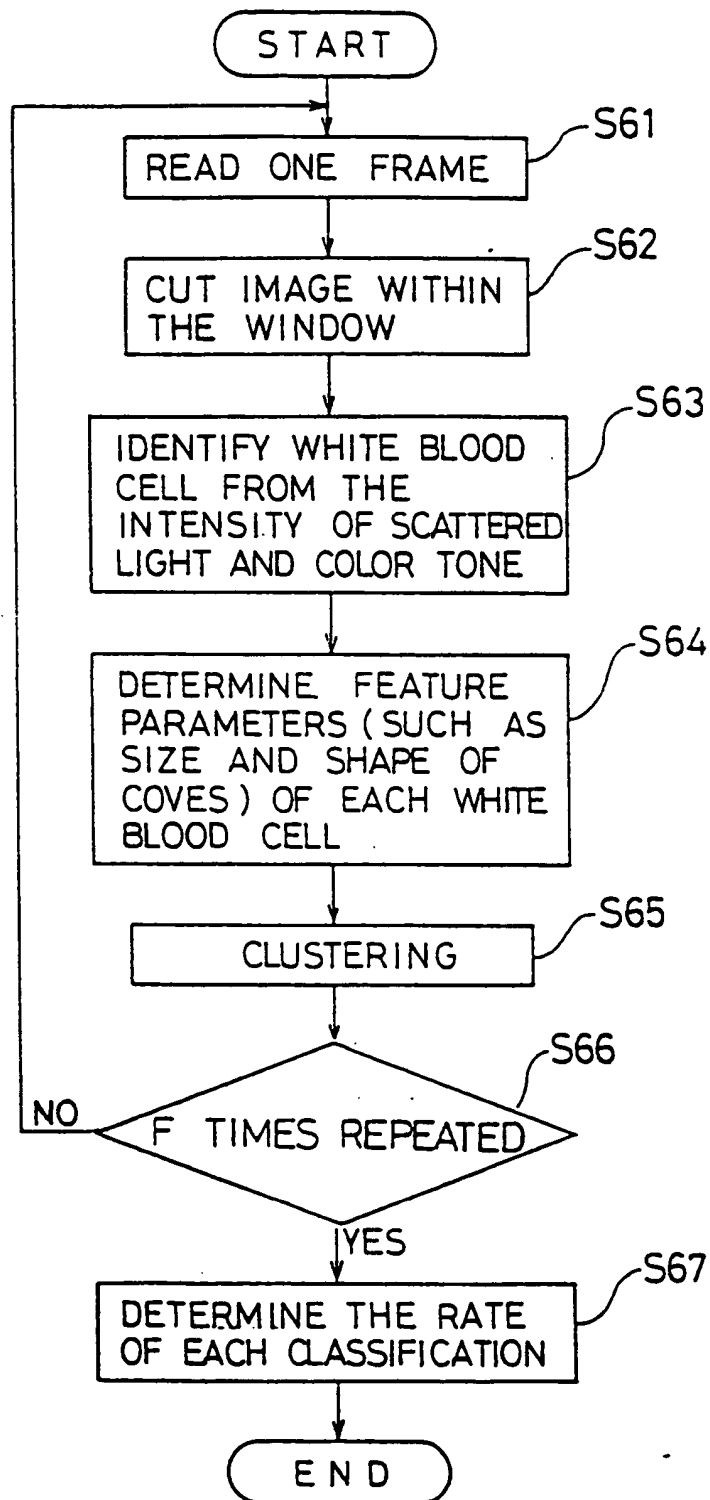 START
S61
READ ONE FRAME
S62
CUT IMAGE WITHIN
THE WINDOW
S63
IDENTIFY WHITE BLOOD
CELL FROM THE
INTENSITY OF SCATTERED
LIGHT AND COLOR TONE
S64
DETERMINE FEATURE
PARAMETERS (SUCH AS
SIZE AND SHAPE OF
COVES) OF EACH WHITE
BLOOD CELL
S65
CLUSTERING
S66
NO
F TIMES REPEATED
YES
S67
DETERMINE THE RATE
OF EACH CLASSIFICATION
END